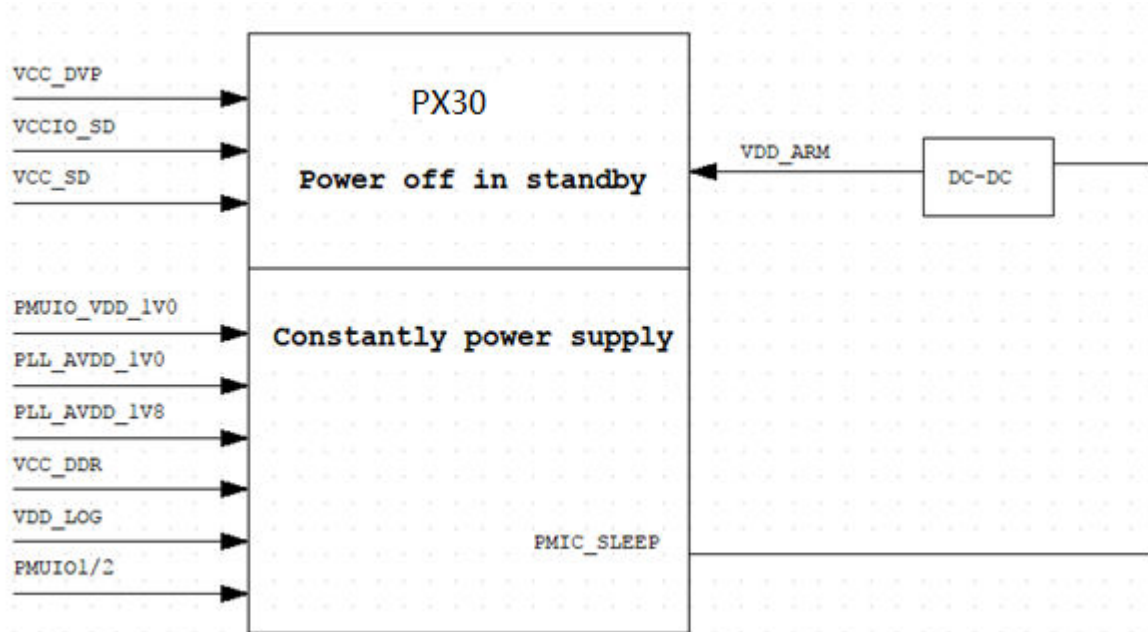 VCC_DVP
VCCIO_SD
VCC_SD
PX30
Power off in standby
VDD_ARM
DC-DC
PMUIO_VDD_1V0
PLL_AVDD_1V0
PLL_AVDD_1V8
VCC_DDR
VDD_LOG
PMUIO1/2
Constantly power supply
PMIC_SLEEP